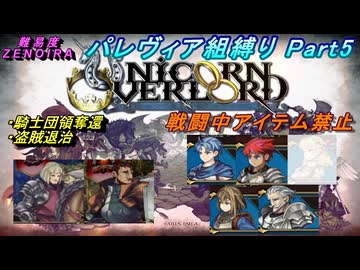 難易度
ZENOIRA
パレヴィア組縛り Part5
UNICORN
OVERLORD
・騎士団領奪還
・盗賊退治
戦闘中アイテム禁止